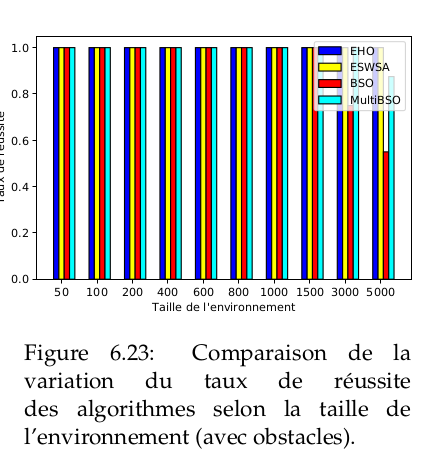 1.0
0.8
0.6
0.4
0.2
0.0
Taux de réussite
EHO
ESWSA
BSO
MultiBSO
50 100 200 400 600 800 1000 1500 3000 5000
Taille de l'environnement
Figure 6.23: Comparaison de la
variation du taux de réussite
des algorithmes selon la taille de
l'environnement (avec obstacles).